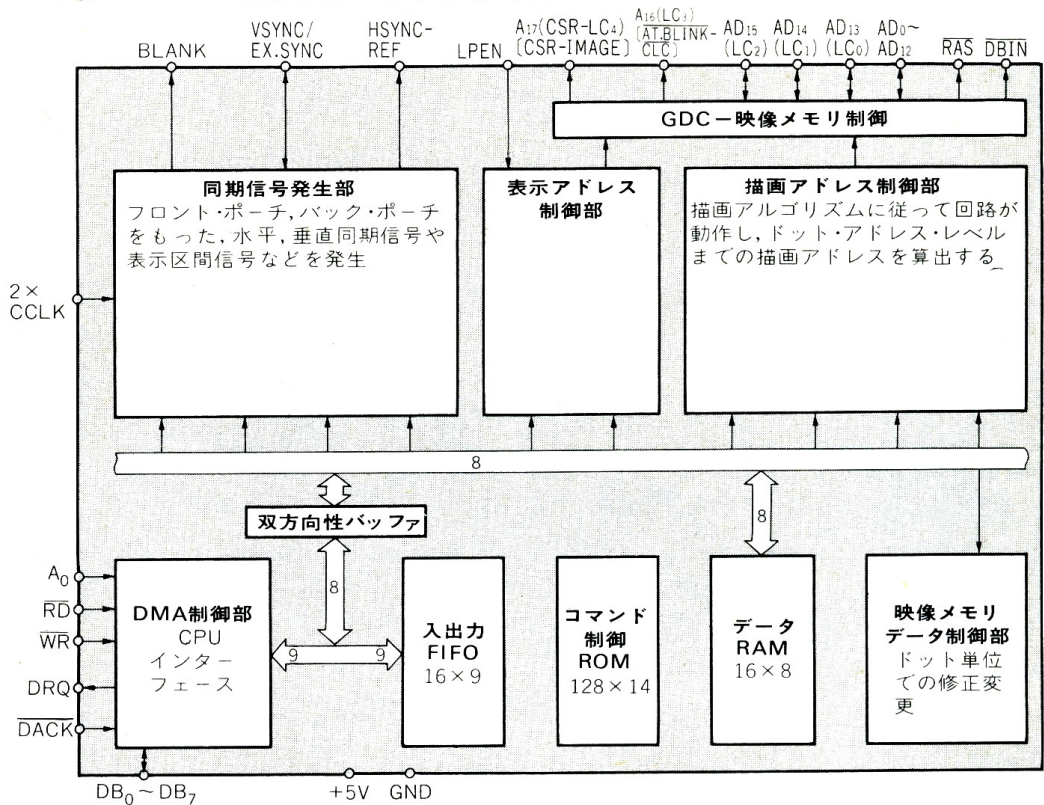 BLANK
VSYNC/
EX.SYNC
HSYNC-
REF
LPEN
A17(CSR-LC4)
[CSR-IMAGE]
A16(LC3)
[AT.BLINK-
CLC]
AD15
(LC2)
AD14
(LC1)
AD13
(LC0)
AD0~
AD12
RAS
DBIN
GDC-映像メモリ制御
同期信号発生部
フロント・ポーチ,バック・ポーチ
をもった,水平,垂直同期信号や
表示区間信号などを発生
表示アドレス
制御部
描画アドレス制御部
描画アルゴリズムに従って回路が
動作し,ドット・アドレス・レベル
までの描画アドレスを算出する
2×
CCLK
8
双方向性バッファ
8
8
A0
RD
WR
DRQ
DACK
DMA制御部
CPU
インター
フェース
9
9
入出力
FIFO
16×9
コマンド
制御
ROM
128×14
データ
RAM
16×8
映像メモリ
データ制御部
ドット単位
での修正変
更
DB0~DB7
+5V
GND